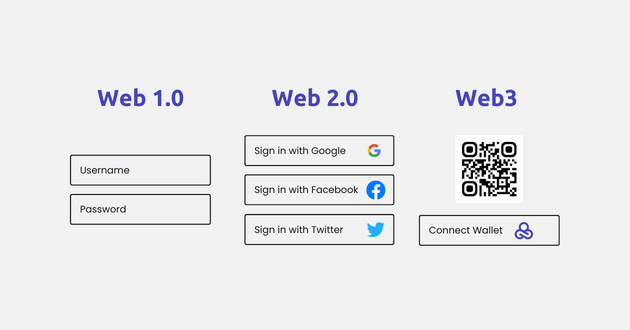 Web 1.0
Username
Password
Web 2.0
Sign in with Google
Sign in with Facebook
Sign in with Twitter
Web3
Connect Wallet